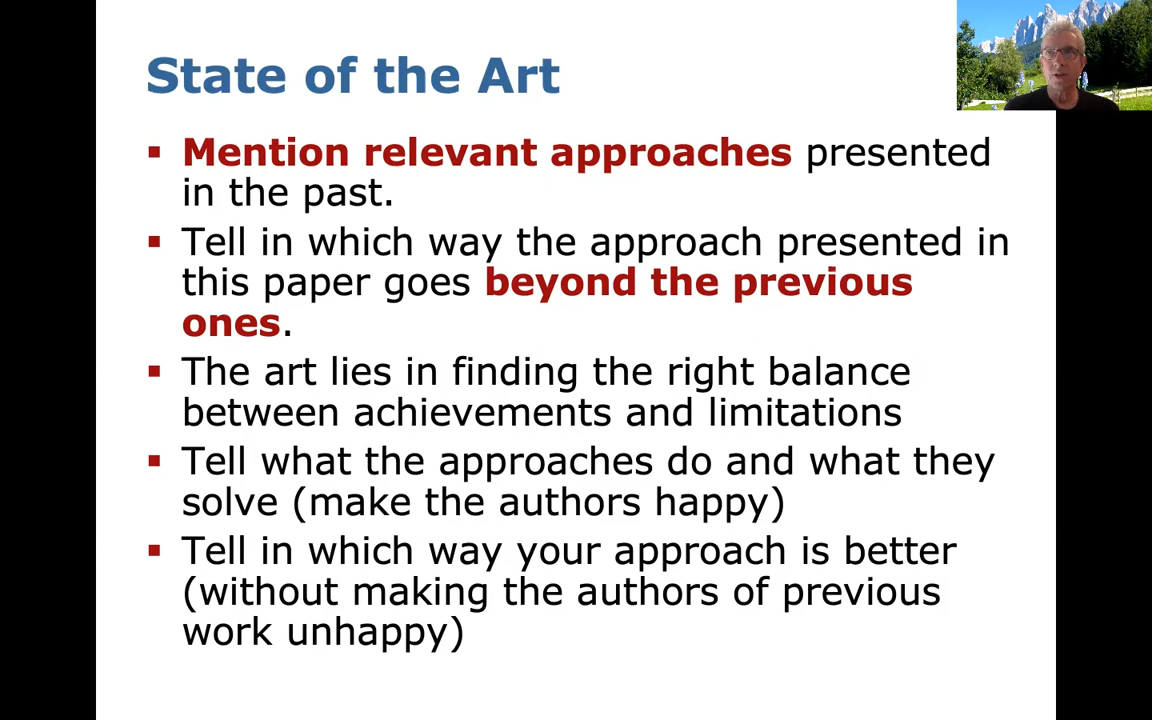 State of the Art
▪ Mention relevant approaches presented
in the past.
▪ Tell in which way the approach presented in
this paper goes beyond the previous
ones.
▪ The art lies in finding the right balance
between achievements and limitations
▪ Tell what the approaches do and what they
solve (make the authors happy)
▪ Tell in which way your approach is better
(without making the authors of previous
work unhappy)